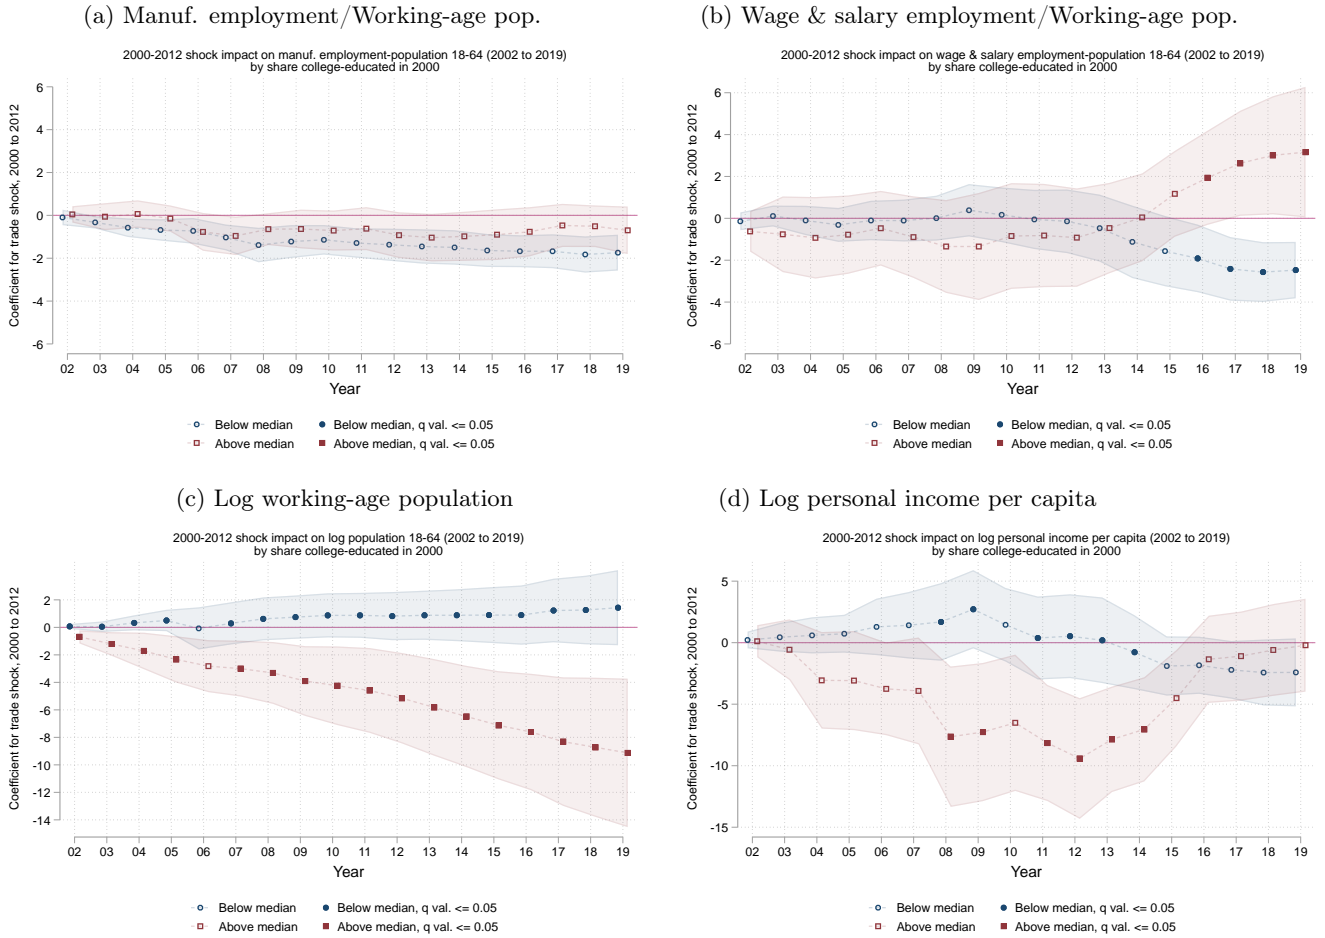 (a) Manuf. employment/Working-age pop.
2000-2012 shock impact on manuf. employment-population 18-64 (2002 to 2019)
by share college-educated in 2000
Coefficient for trade shock, 2000 to 2012
6
4
2
0
-2
-4
-6
02 03 04 05 06 07 08 09 10 11 12 13 14 15 16 17 18 19
Year
Below median
Below median, q val. <= 0.05
Above median
Above median, q val. <= 0.05
(b) Wage & salary employment/Working-age pop.
2000-2012 shock impact on wage & salary employment-population 18-64 (2002 to 2019)
by share college-educated in 2000
Coefficient for trade shock, 2000 to 2012
6
4
2
0
-2
-4
-6
02 03 04 05 06 07 08 09 10 11 12 13 14 15 16 17 18 19
Year
Below median
Below median, q val. <= 0.05
Above median
Above median, q val. <= 0.05
(c) Log working-age population
2000-2012 shock impact on log population 18-64 (2002 to 2019)
by share college-educated in 2000
Coefficient for trade shock, 2000 to 2012
2
0
-2
-4
-6
-8
-10
-12
-14
02 03 04 05 06 07 08 09 10 11 12 13 14 15 16 17 18 19
Year
Below median
Below median, q val. <= 0.05
Above median
Above median, q val. <= 0.05
(d) Log personal income per capita
2000-2012 shock impact on log personal income per capita (2002 to 2019)
by share college-educated in 2000
Coefficient for trade shock, 2000 to 2012
5
0
-5
-10
-15
02 03 04 05 06 07 08 09 10 11 12 13 14 15 16 17 18 19
Year
Below median
Below median, q val. <= 0.05
Above median
Above median, q val. <= 0.05